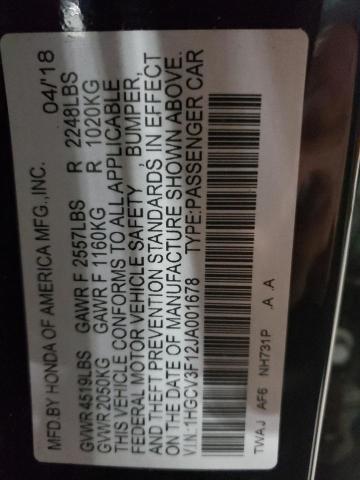 MFD.BY HONDA OF AMERICA MFG.,INC. 04/'18
GVWR 4519LBS GAWR F 2557LBS R 2248LBS
GVWR 2050KG GAWR F 1160KG R 1020KG
THIS VEHICLE CONFORMS TO ALL APPLICABLE
FEDERAL MOTOR VEHICLE SAFETY , BUMPER,
AND THEFT PREVENTION STANDARDS IN EFFECT
ON THE DATE OF MANUFACTURE SHOWN ABOVE.
V.I.N:1HGCV3F12JA001678 TYPE:PASSENGER CAR
TWAJ AF6 NH731P .A .A